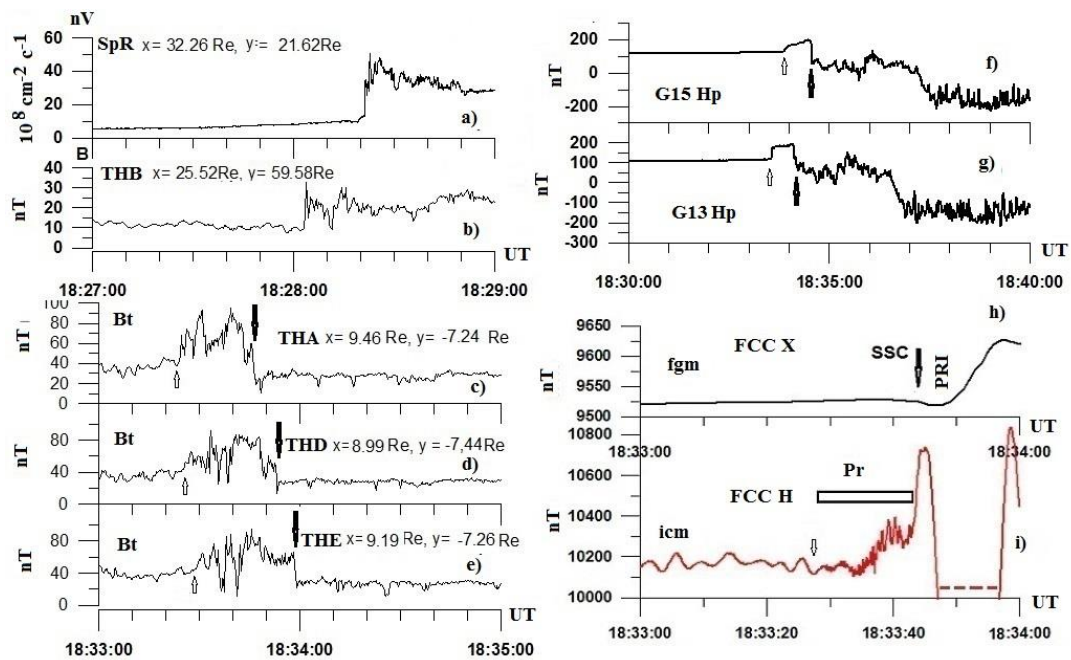 nV
SpR x= 32.26 Re, y:= 21.62Re
60
40
20
0
10⁸ cm⁻² c⁻¹
a)
B
THB x= 25.52Re, y= 59.58Re
40
30
20
10
0
nT
b)
UT
18:27:00 18:28:00 18:29:00
100
80
60
40
20
0
nT
Bt
THA x= 9.46 Re, y= -7.24 Re
c)
80
40
0
nT
Bt
THD x=8.99 Re, y = -7,44 Re
d)
80
40
0
nT
Bt
THE x= 9.19 Re, y= -7.26 Re
e)
UT
18:33:00 18:34:00 18:35:00
200
0
-200
nT
G15 Hp
f)
200
100
0
-100
-200
-300
nT
G13 Hp
g)
UT
18:30:00 18:35:00 18:40:00
9650
9600
9550
9500
nT
fgm
FCC X
SSC
PRI
h)
UT
18:33:00 18:34:00
10800
10600
10400
10200
10000
nT
Pr
FCC H
icm
i)
UT
18:33:00 18:33:20 18:33:40 18:34:00